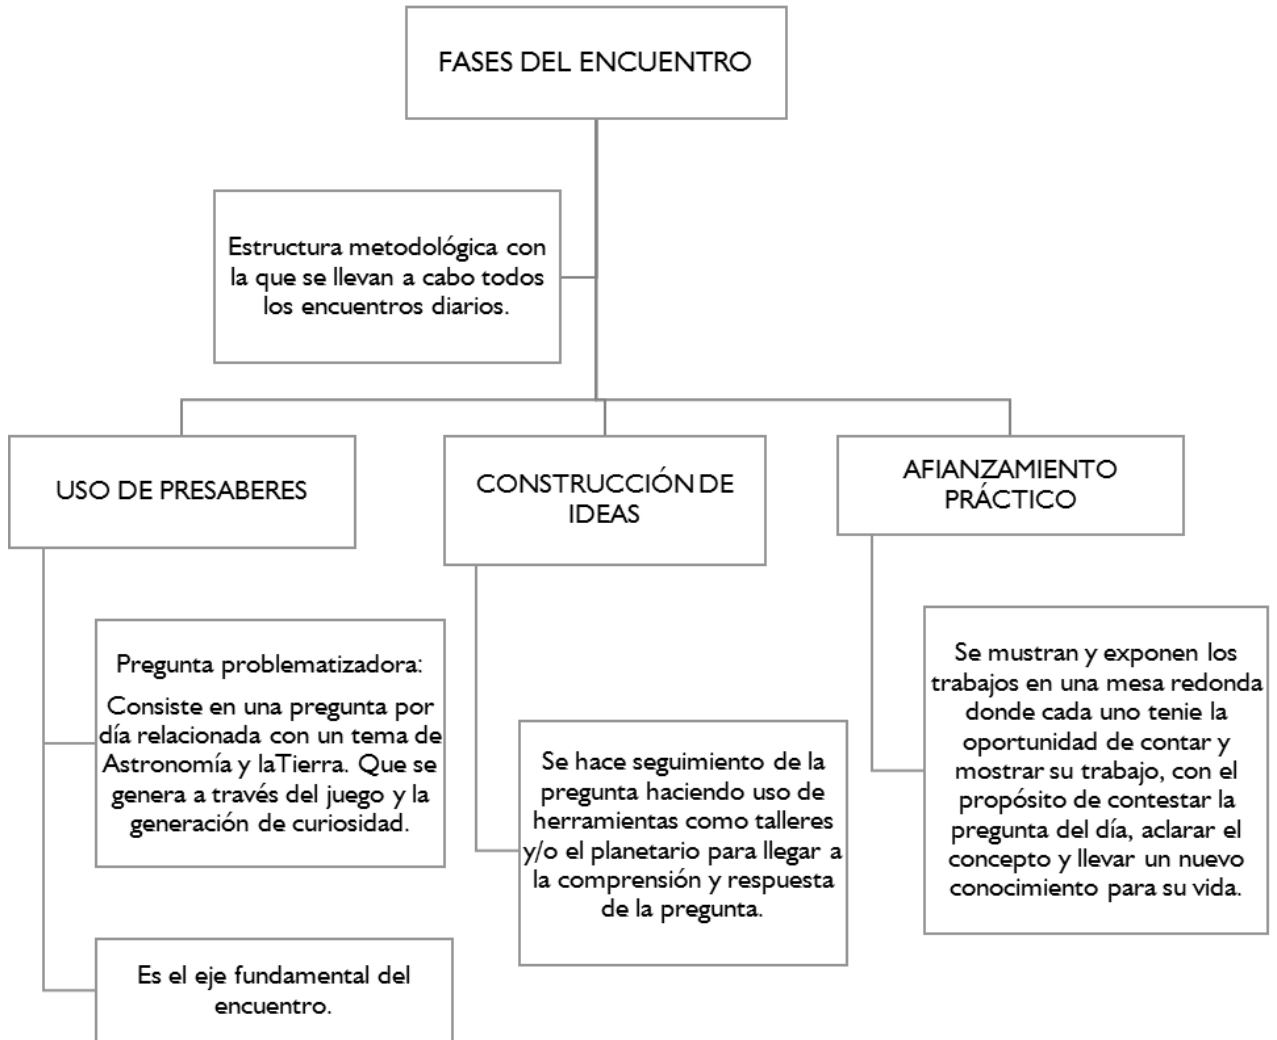 FASES DEL ENCUENTRO
Estructura metodológica con
la que se llevan a cabo todos
los encuentros diarios.
USO DE PRESABERES
Pregunta problematizadora:
Consiste en una pregunta por
día relacionada con un tema de
Astronomía y laTierra. Que se
genera a través del juego y la
generación de curiosidad.
Es el eje fundamental del
encuentro.
CONSTRUCCIÓN DE
IDEAS
Se hace seguimiento de la
pregunta haciendo uso de
herramientas como talleres
y/o el planetario para llegar a
la comprensión y respuesta
de la pregunta.
AFIANZAMIENTO
PRÁCTICO
Se mustran y exponen los
trabajos en una mesa redonda
donde cada uno tenie la
oportunidad de contar y
mostrar su trabajo, con el
propósito de contestar la
pregunta del día, aclarar el
concepto y llevar un nuevo
conocimiento para su vida.